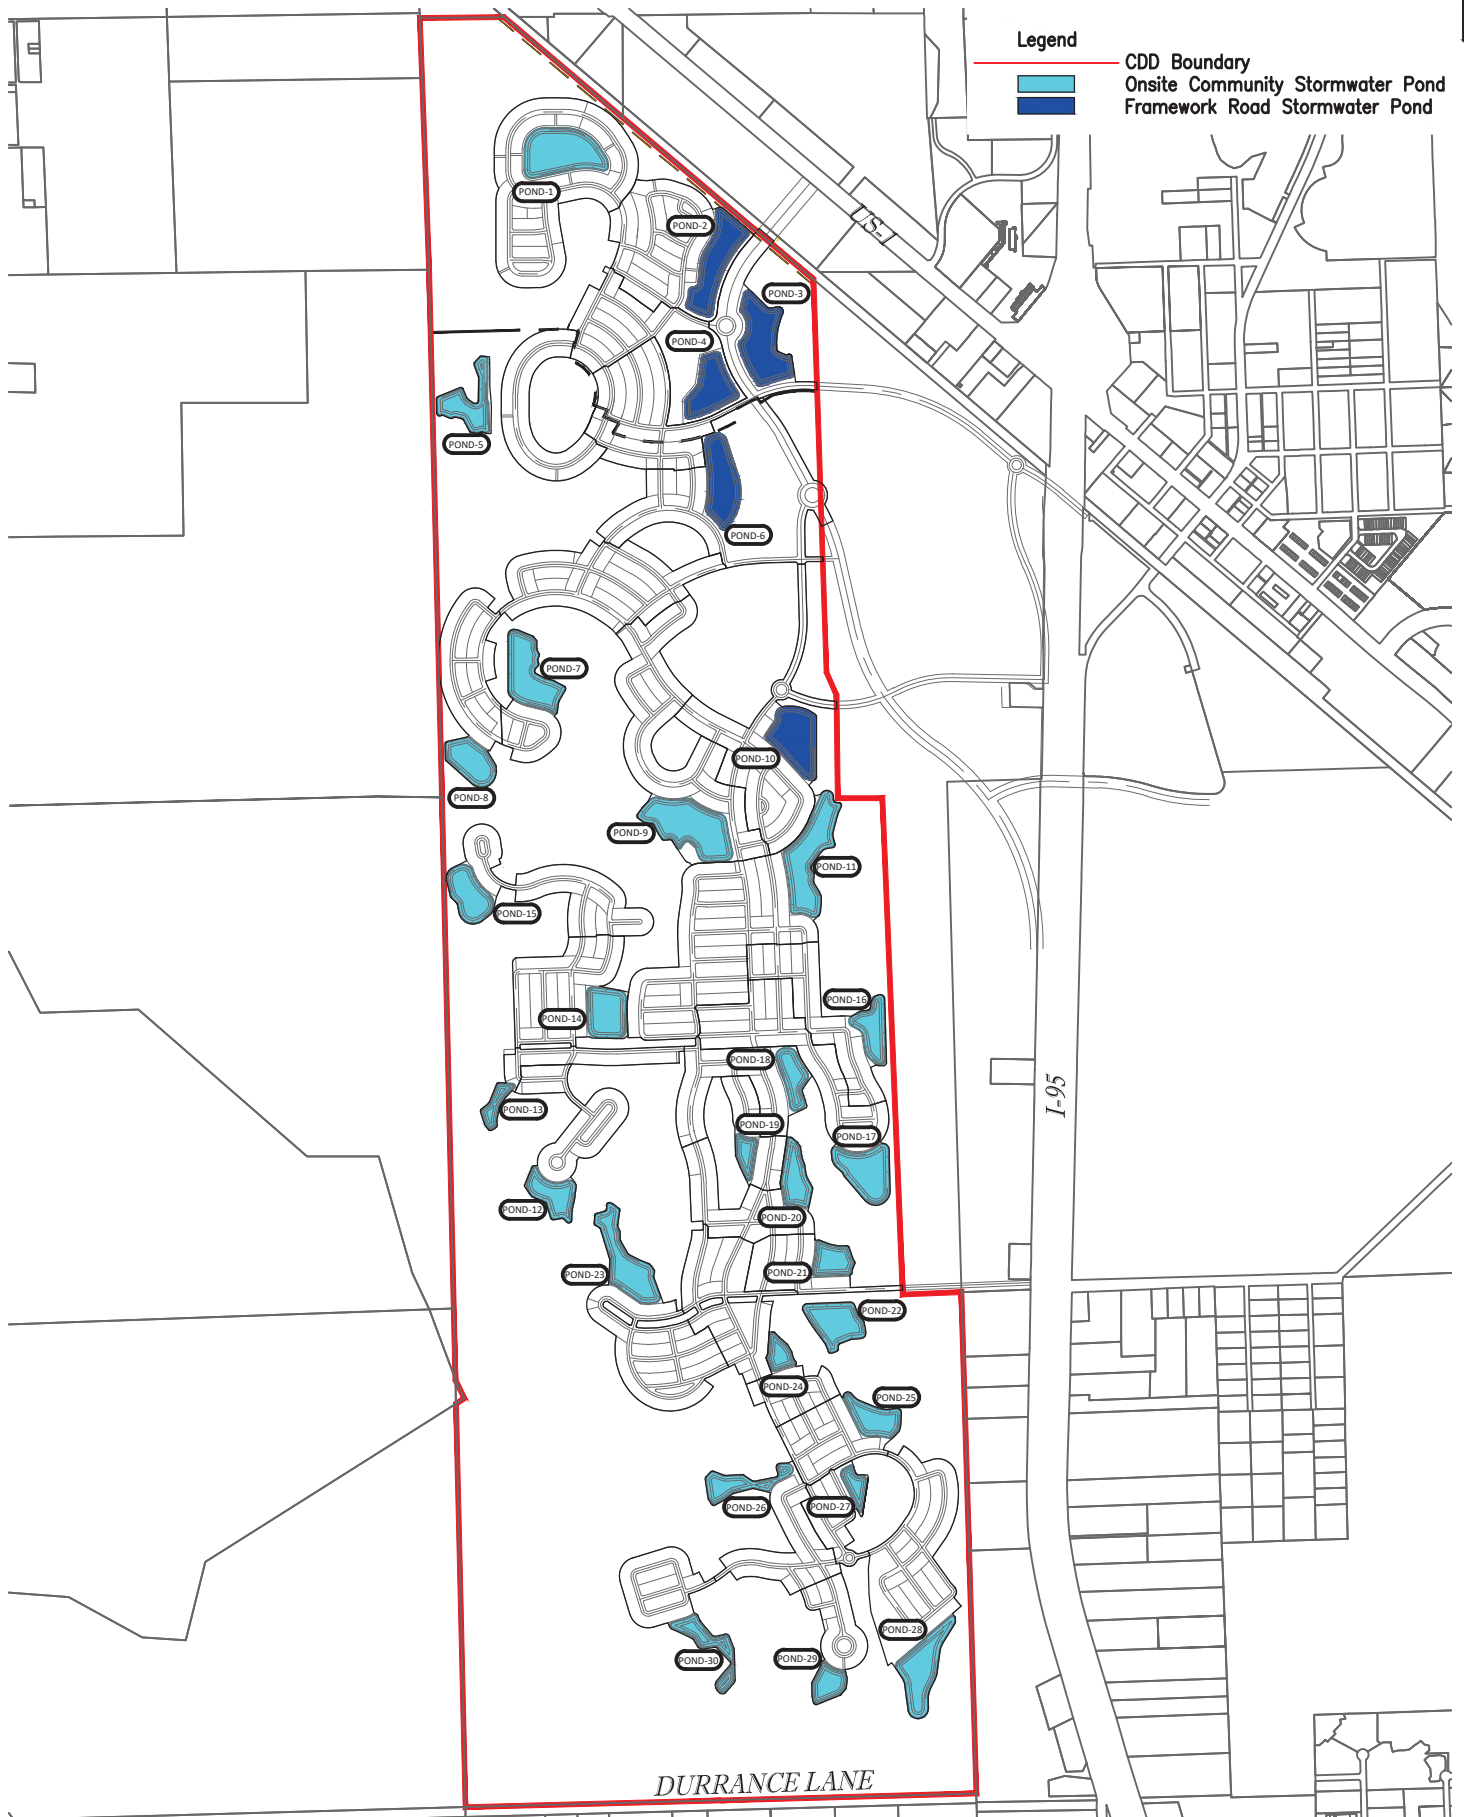 Legend
CDD Boundary
Onsite Community Stormwater Pond
Framework Road Stormwater Pond
POND-1
POND-2
US-1
POND-3
POND-4
POND-5
POND-6
POND-7
POND-10
POND-8
POND-9
POND-11
POND-15
POND-16
POND-14
POND-18
I-95
POND-13
POND-19
POND-17
POND-12
POND-20
POND-21
POND-23
POND-22
POND-24
POND-25
POND-26
POND-27
POND-28
POND-29
POND-30
DURRANCE LANE